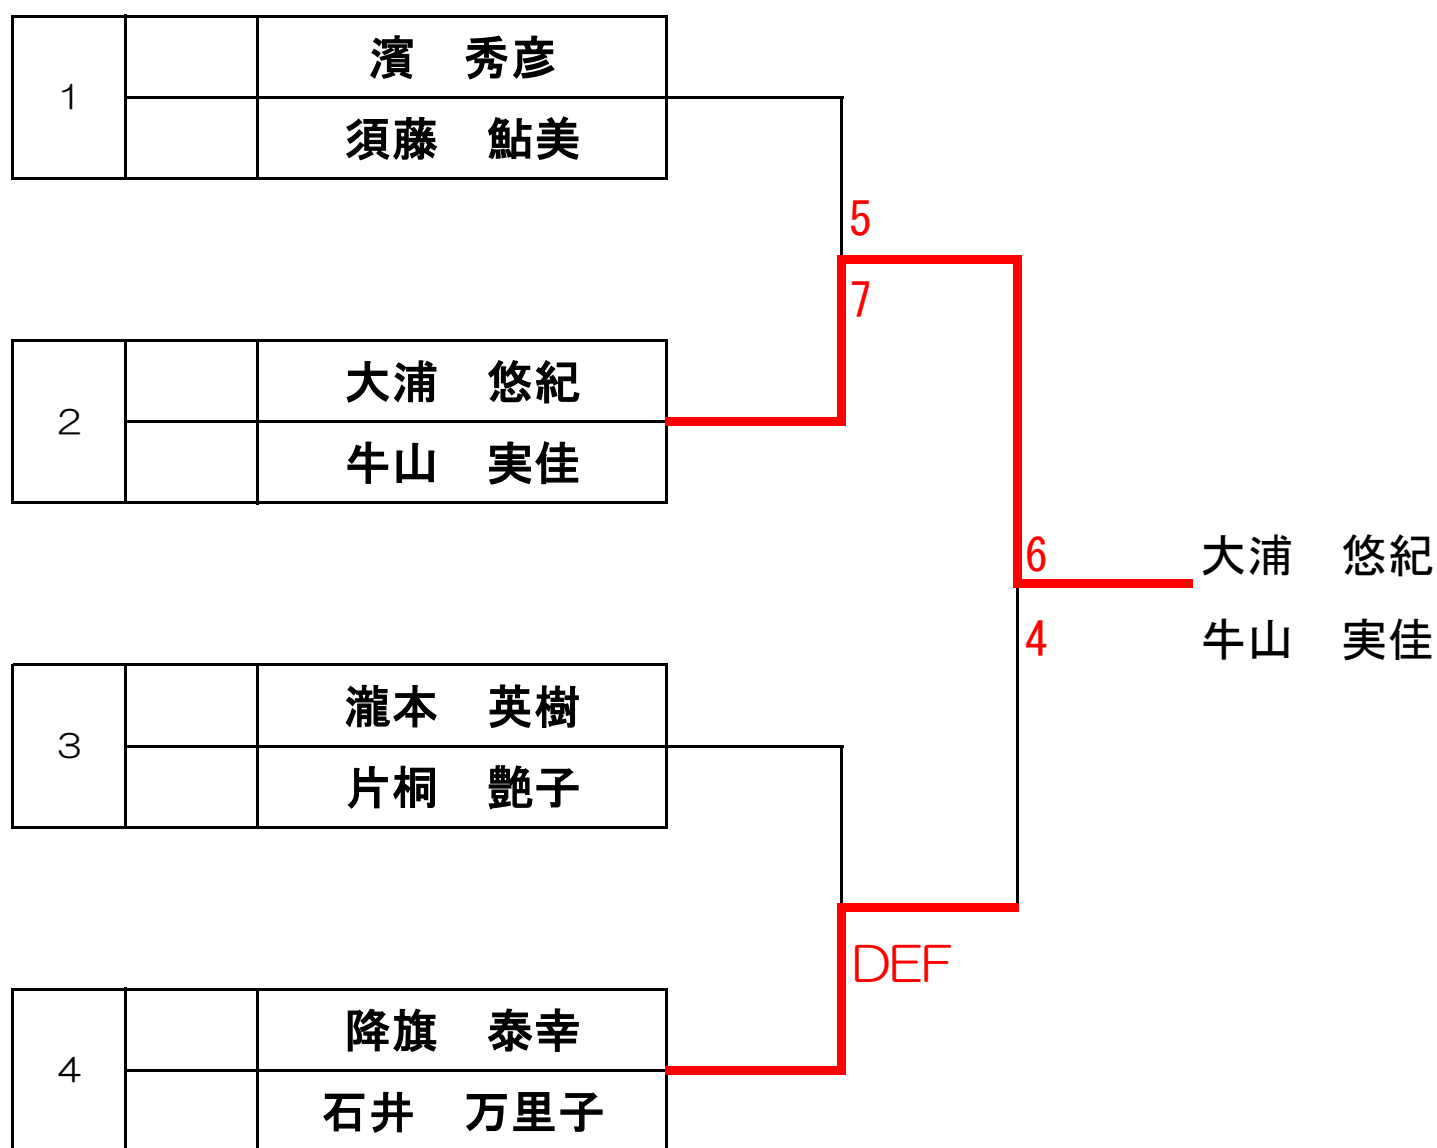 1
濱　秀彦
須藤　鮎美
5
7
2
大浦　悠紀
牛山　実佳
6
4
大浦　悠紀
牛山　実佳
3
瀧本　英樹
片桐　艶子
DEF
4
降旗　泰幸
石井　万里子